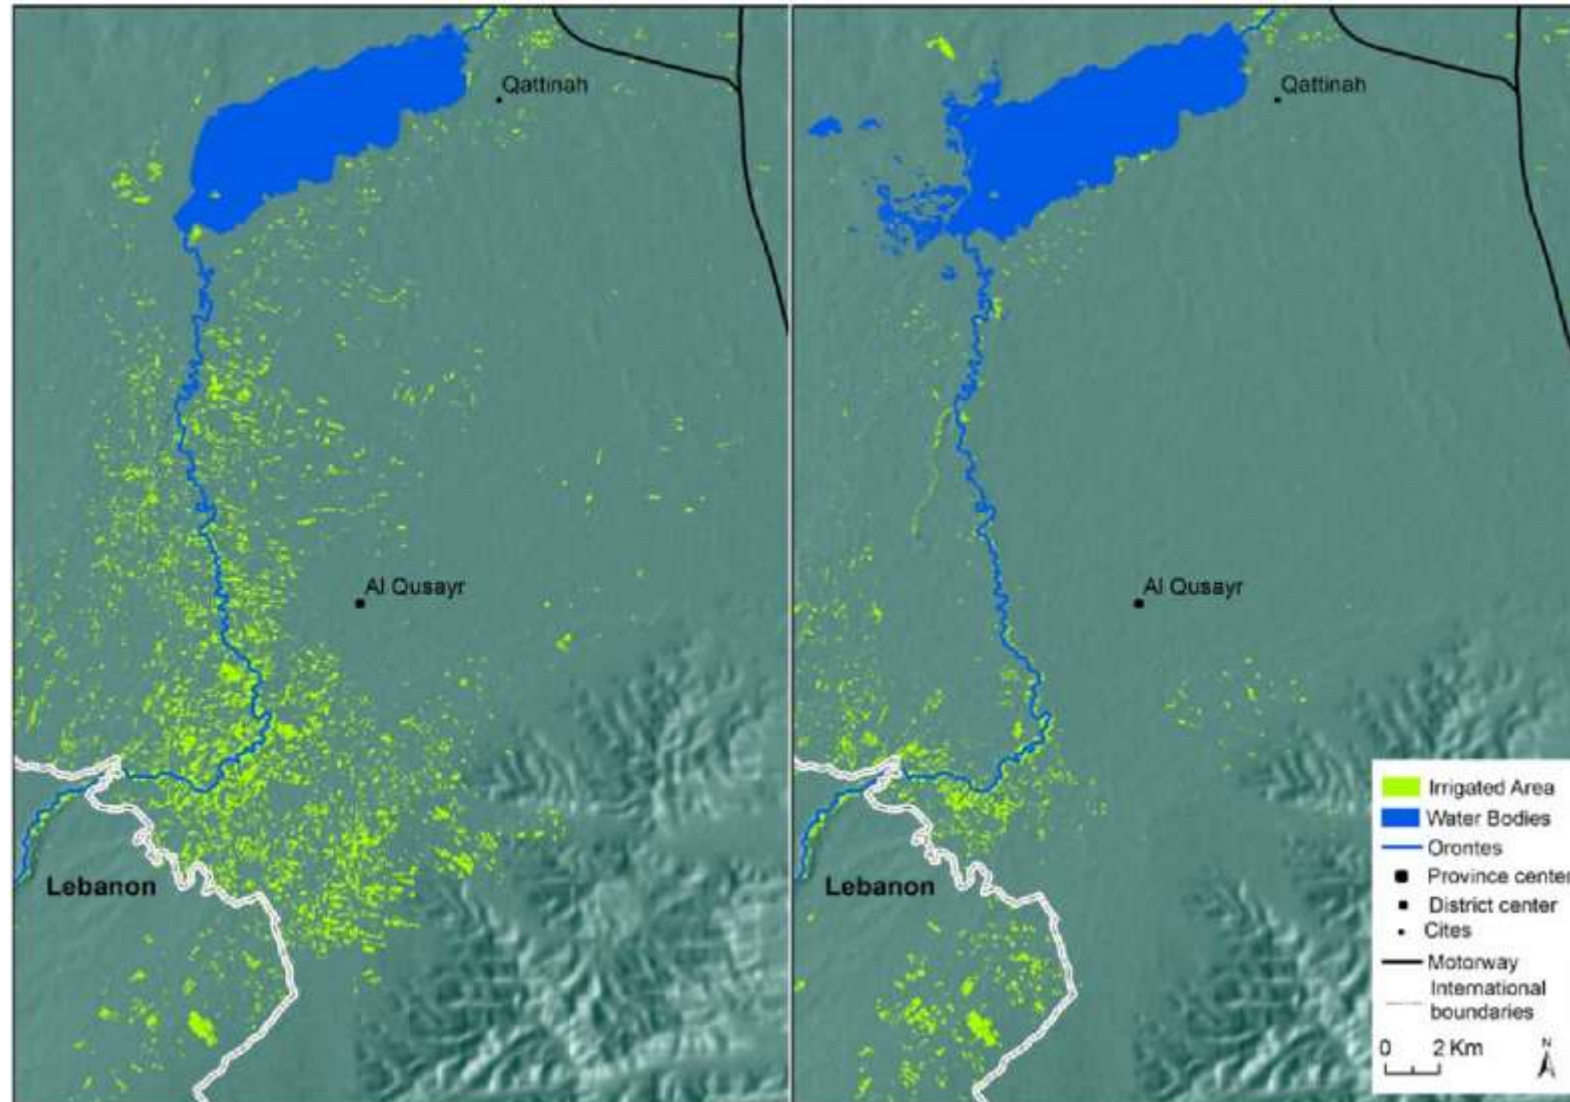 Qattinah
Al Qusayr
Lebanon
Qattinah
Al Qusayr
Lebanon
Irrigated Area
Water Bodies
Orontes
Province center
District center
Cites
Motorway
International
boundaries
0 2 Km
N